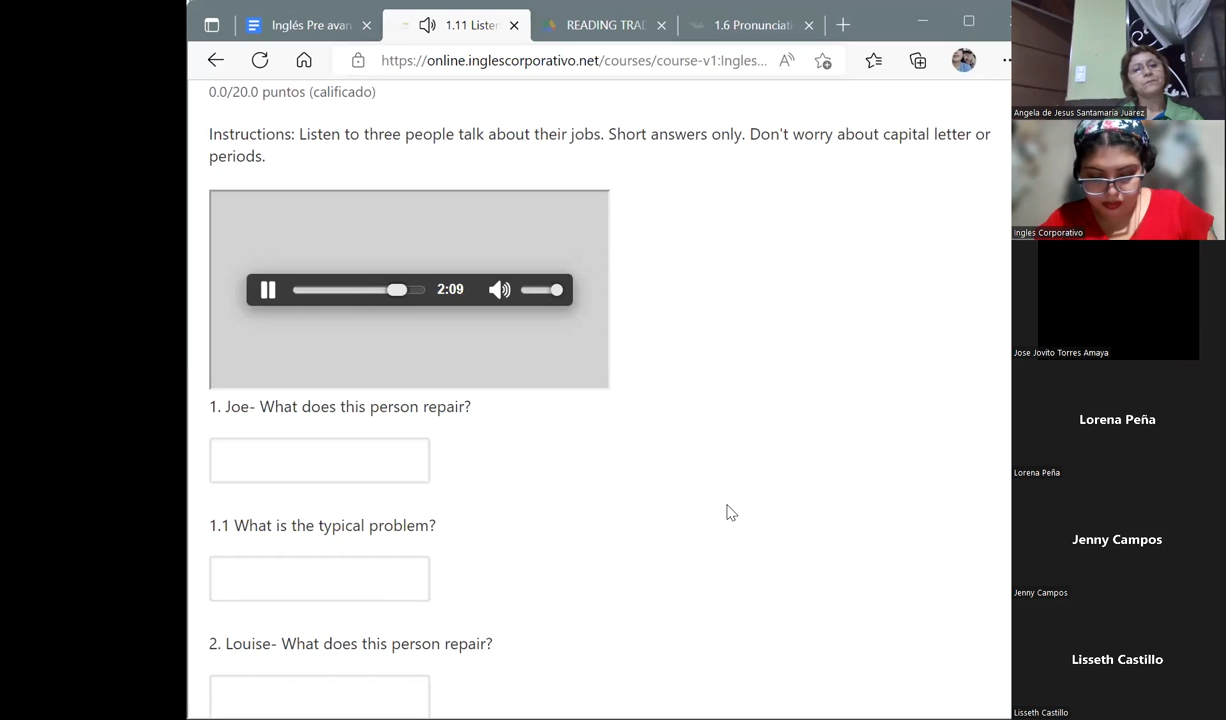 Inglés Pre avan
1.11 Listen
READING TRA
1.6 Pronunciati
https://online.inglescorporativo.net/courses/course-v1:Ingles...
0.0/20.0 puntos (calificado)
Instructions: Listen to three people talk about their jobs. Short answers only. Don't worry about capital letter or
periods.
2:09
1. Joe- What does this person repair?
1.1 What is the typical problem?
2. Louise- What does this person repair?
Angela de Jesus Santamaria Juarez
Ingles Corporativo
Jose Jovito Torres Amaya
Lorena Peña
Lorena Peña
Jenny Campos
Jenny Campos
Lisseth Castillo
Lisseth Castillo